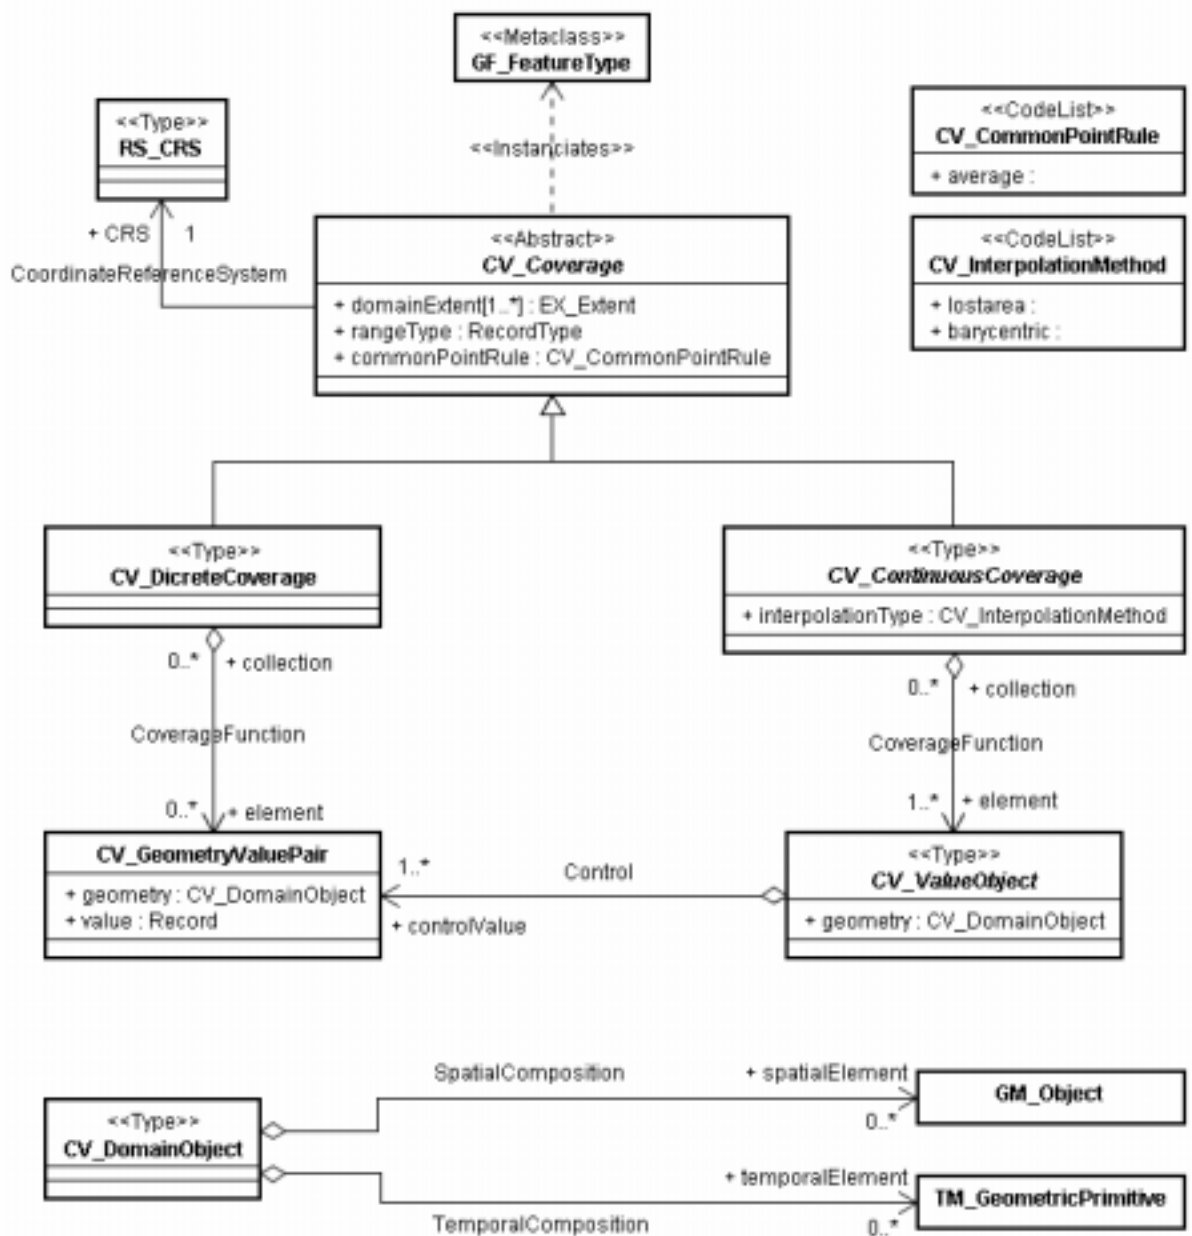 <<Metaclass>>
GF_FeatureType
<<Type>>
RS_CRS
<<Instanciates>>
<<CodeList>>
CV_CommonPointRule
+ average :
+ CRS 1
CoordinateReferenceSystem
<<Abstract>>
CV_Coverage
+ domainExtent[1..*] : EX_Extent
+ rangeType : RecordType
+ commonPointRule : CV_CommonPointRule
<<CodeList>>
CV_InterpolationMethod
+ lostarea :
+ barycentric :
<<Type>>
CV_DicreteCoverage
<<Type>>
CV_ContinuousCoverage
+ interpolationType : CV_InterpolationMethod
0..* + collection
CoverageFunction
0..* + element
0..* + collection
CoverageFunction
1..* + element
CV_GeometryValuePair
+ geometry : CV_DomainObject
+ value : Record
1..*
Control
+ controlValue
<<Type>>
CV_ValueObject
+ geometry : CV_DomainObject
<<Type>>
CV_DomainObject
SpatialComposition
+ spatialElement
0..*
GM_Object
TemporalComposition
+ temporalElement
0..*
TM_GeometricPrimitive